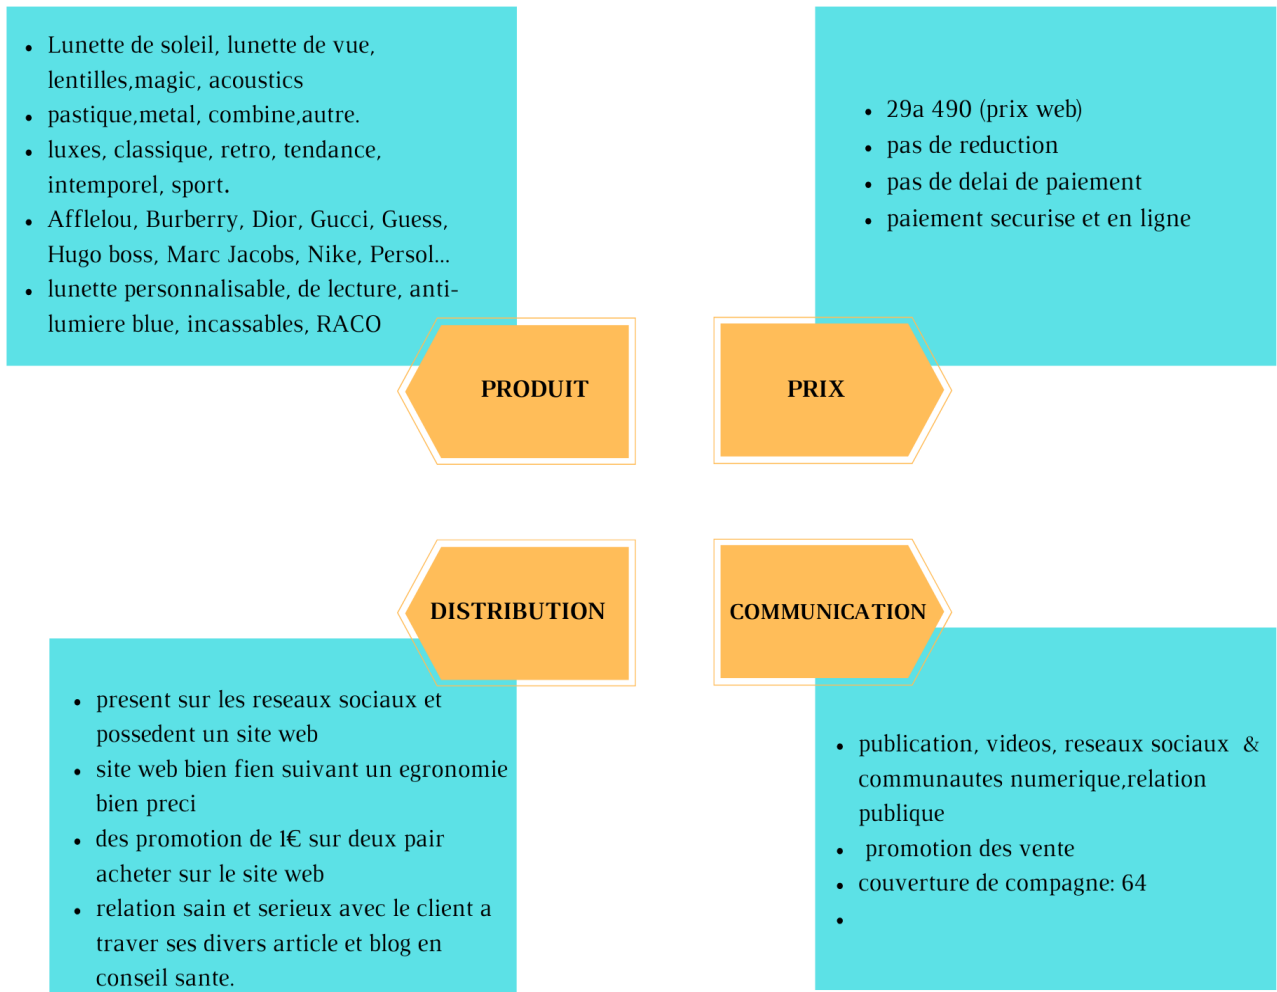 • Lunette de soleil, lunette de vue,
lentilles,magic, acoustics
• pastique,metal, combine,autre.
• luxes, classique, retro, tendance,
intemporel, sport.
• Afflelou, Burberry, Dior, Gucci, Guess,
Hugo boss, Marc Jacobs, Nike, Persol...
• lunette personnalisable, de lecture, anti-
lumiere blue, incassables, RACO
PRODUIT
• 29a 490 (prix web)
• pas de reduction
• pas de delai de paiement
• paiement securise et en ligne
PRIX
DISTRIBUTION
• present sur les reseaux sociaux et
possedent un site web
• site web bien fien suivant un egronomie
bien preci
• des promotion de 1€ sur deux pair
acheter sur le site web
• relation sain et serieux avec le client a
traver ses divers article et blog en
conseil sante.
COMMUNICATION
• publication, videos, reseaux sociaux &
communautes numerique,relation
publique
• promotion des vente
• couverture de compagne: 64
•